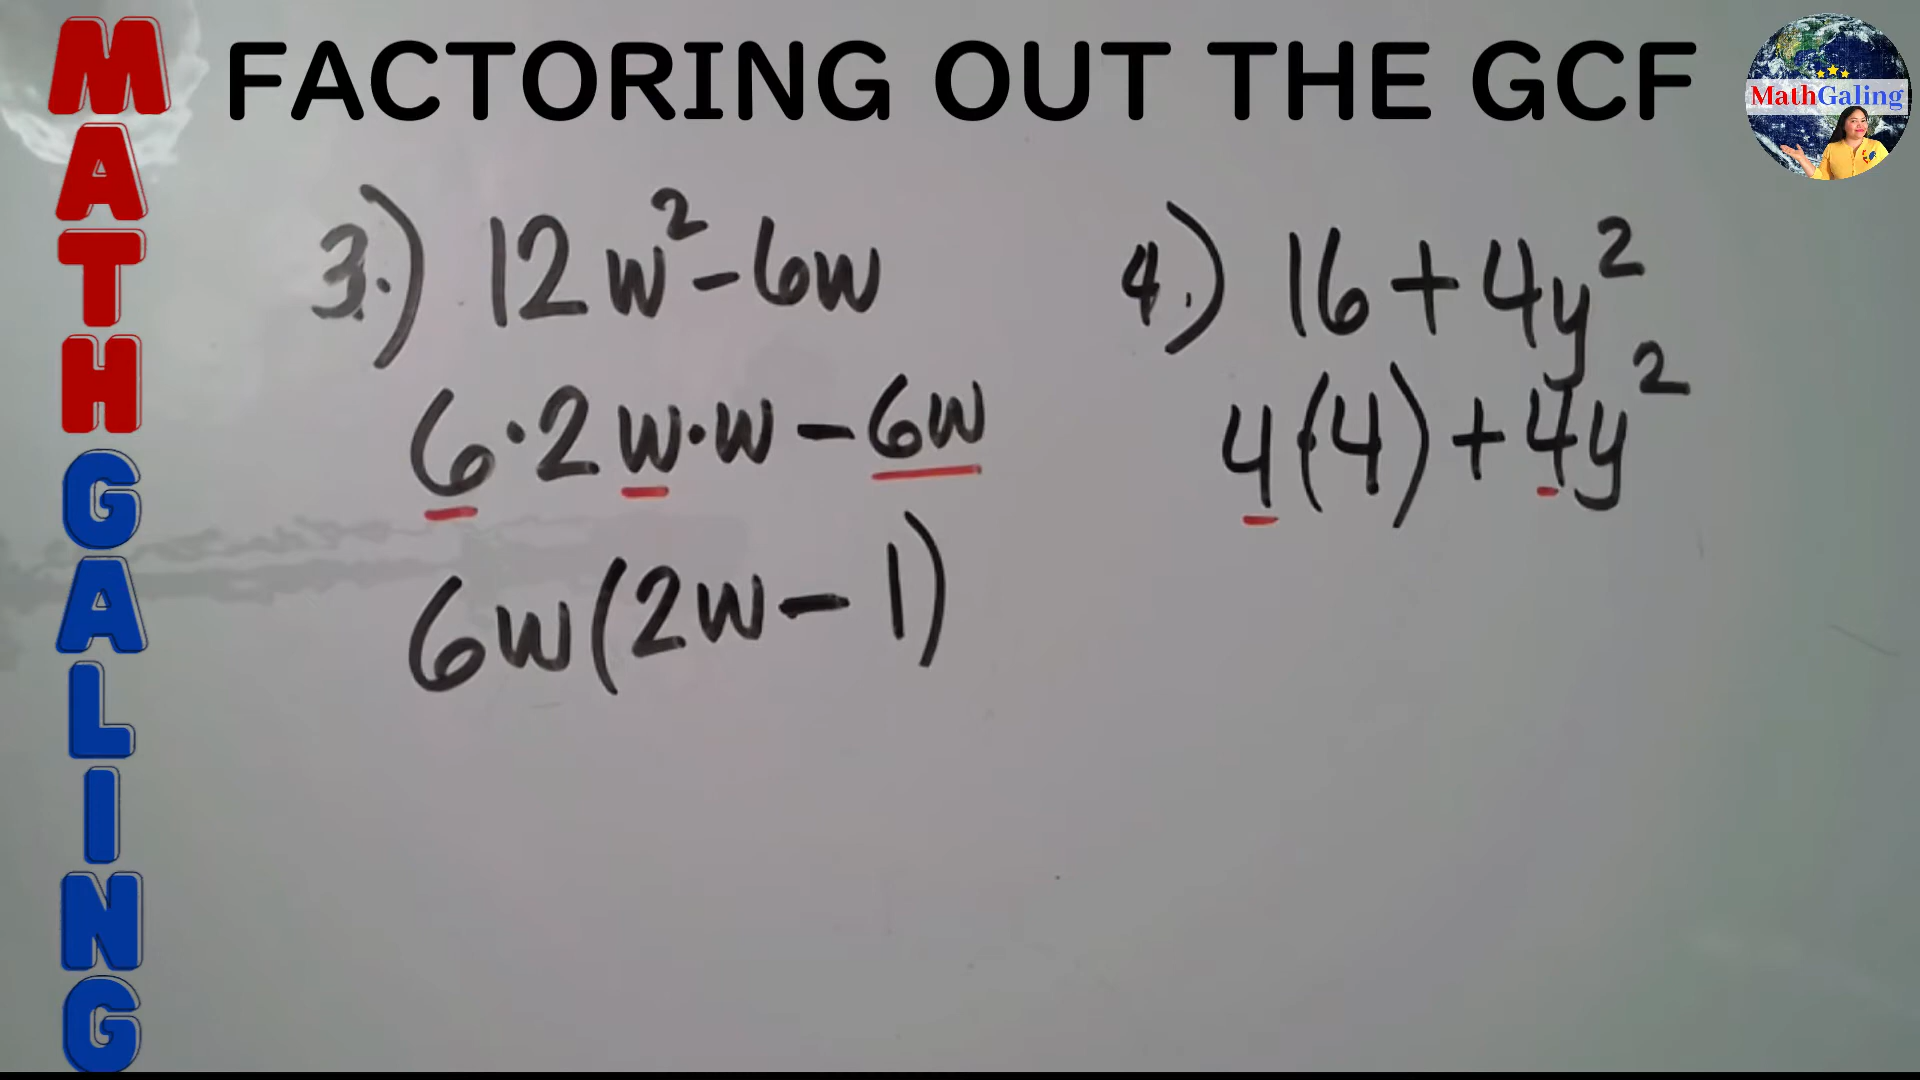 FACTORING OUT THE GCF
MathGaling
MATH GALING
3.) 12w² - 6w
6·2w·w - 6w
6w(2w - 1)
4.) 16 + 4y²
4(4) + 4y²